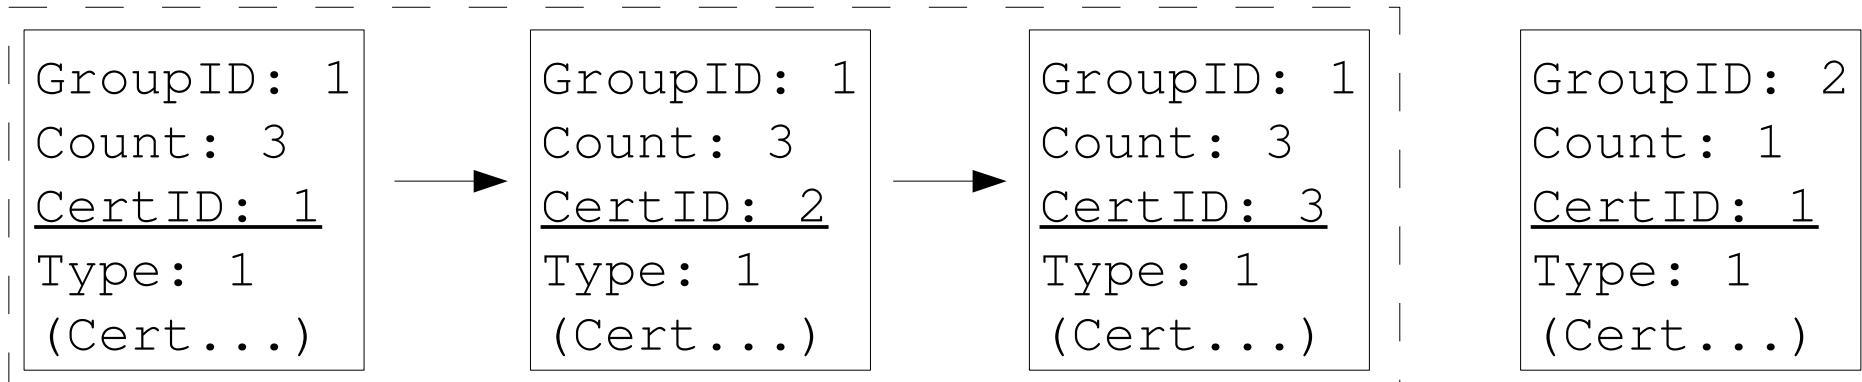 GroupID: 1
Count: 3
CertID: 1
Type: 1
(Cert...)
GroupID: 1
Count: 3
CertID: 2
Type: 1
(Cert...)
GroupID: 1
Count: 3
CertID: 3
Type: 1
(Cert...)
GroupID: 2
Count: 1
CertID: 1
Type: 1
(Cert...)